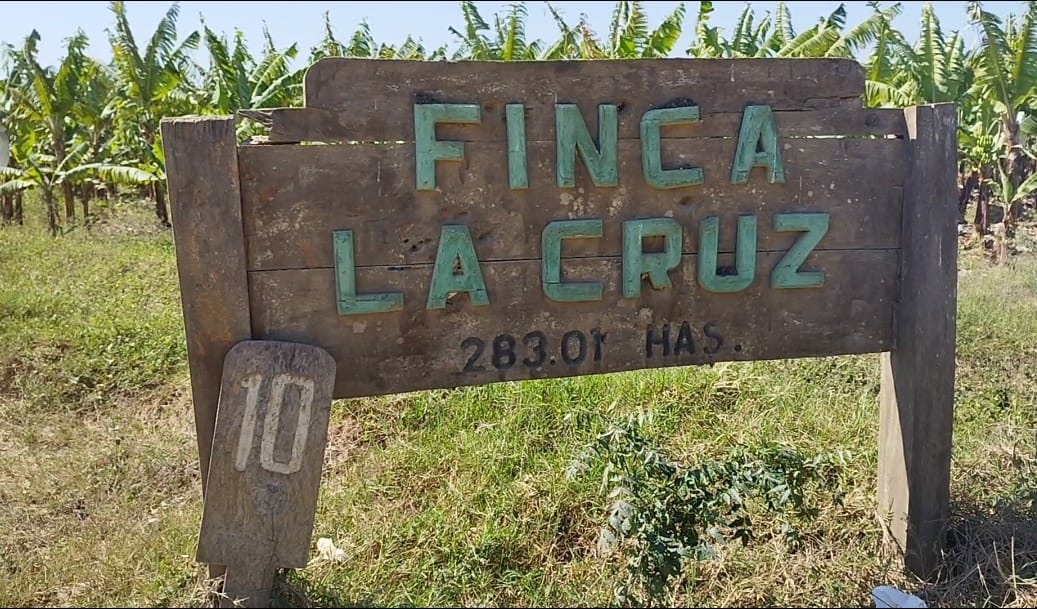 FINCA
LA CRUZ
283.01 HAS.
10